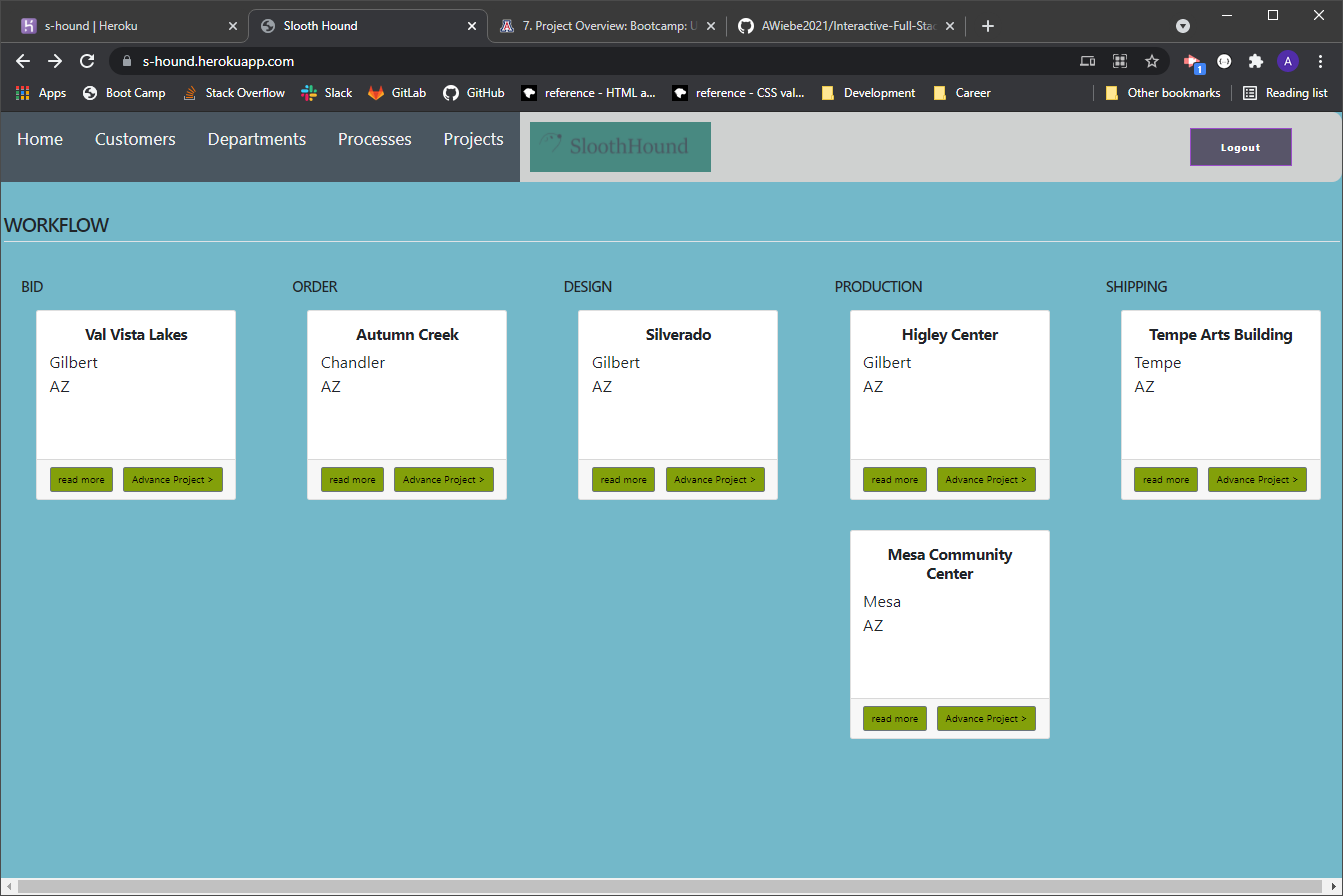 s-hound | Heroku
Slooth Hound
7. Project Overview: Bootcamp: U
AWiebe2021/Interactive-Full-Stac
s-hound.herokuapp.com
1
A
Apps
Boot Camp
Stack Overflow
Slack
GitLab
GitHub
reference - HTML a...
reference - CSS val...
Development
Career
Other bookmarks
Reading list
Home
Customers
Departments
Processes
Projects
SloothHound
Logout
WORKFLOW
BID
Val Vista Lakes
Gilbert
AZ
read more
Advance Project >
ORDER
Autumn Creek
Chandler
AZ
read more
Advance Project >
DESIGN
Silverado
Gilbert
AZ
read more
Advance Project >
PRODUCTION
Higley Center
Gilbert
AZ
read more
Advance Project >
Mesa Community
Center
Mesa
AZ
read more
Advance Project >
SHIPPING
Tempe Arts Building
Tempe
AZ
read more
Advance Project >